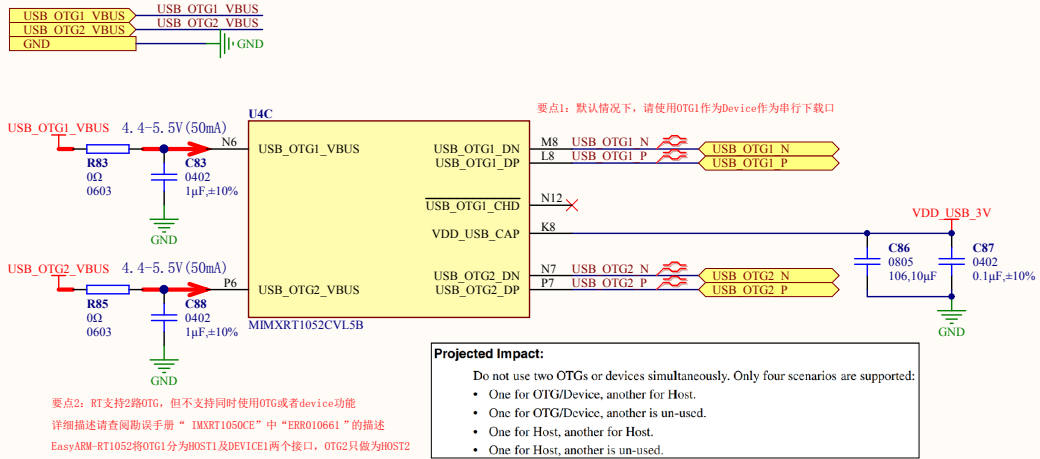 USB_OTG1_VBUS USB_OTG1_VBUS
USB_OTG2_VBUS USB_OTG2_VBUS
GND GND
U4C
要点1：默认情况下，请使用OTG1作为Device作为串行下载口
USB_OTG1_VBUS 4.4-5.5V(50mA)
N6 USB_OTG1_VBUS
R83
0Ω
0603
C83
0402
1μF,±10%
GND
USB_OTG1_DN M8 USB_OTG1_N USB_OTG1_N
USB_OTG1_DP L8 USB_OTG1_P USB_OTG1_P
USB_OTG1_CHD N12
VDD_USB_CAP K8
VDD_USB_3V
C86
0805
106,10μF
C87
0402
0.1μF,±10%
GND
USB_OTG2_VBUS 4.4-5.5V(50mA)
P6 USB_OTG2_VBUS
R85
0Ω
0603
C88
0402
1μF,±10%
GND
USB_OTG2_DN N7 USB_OTG2_N USB_OTG2_N
USB_OTG2_DP P7 USB_OTG2_P USB_OTG2_P
MIMXRT1052CVL5B
Projected Impact:
Do not use two OTGs or devices simultaneously. Only four scenarios are supported:
• One for OTG/Device, another for Host.
• One for OTG/Device, another is un-used.
• One for Host, another for Host.
• One for Host, another is un-used.
要点2：RT支持2路OTG，但不支持同时使用OTG或者device功能
详细描述请查阅勘误手册“ IMXRT1050CE”中“ERR010661 ”的描述
EasyARM-RT1052将OTG1分为HOST1及DEVICE1两个接口，OTG2只做为HOST2